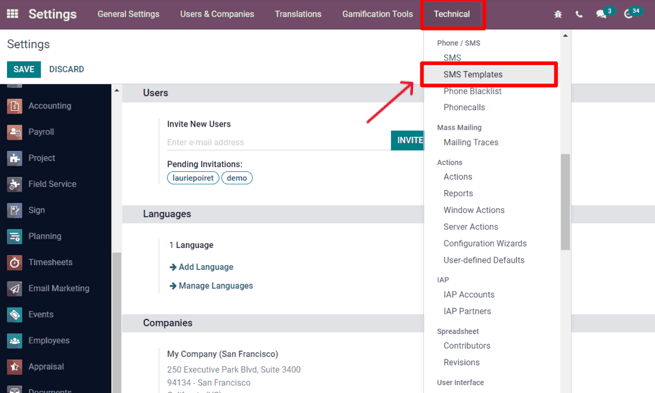 Settings General Settings Users & Companies Translations Gamification Tools Technical 3 34
Settings
SAVE DISCARD
Accounting
Payroll
Project
Field Service
Sign
Planning
Timesheets
Email Marketing
Events
Employees
Appraisal
Documents
Users
Invite New Users
Enter e-mail address
INVITE
Pending Invitations:
lauriepoiret demo
Languages
1 Language
Add Language
Manage Languages
Companies
My Company (San Francisco)
250 Executive Park Blvd, Suite 3400
94134 - San Francisco
Phone / SMS
SMS
SMS Templates
Phone Blacklist
Phonecalls
Mass Mailing
Mailing Traces
Actions
Actions
Reports
Window Actions
Server Actions
Configuration Wizards
User-defined Defaults
IAP
IAP Accounts
IAP Partners
Spreadsheet
Contributors
Revisions
User Interface